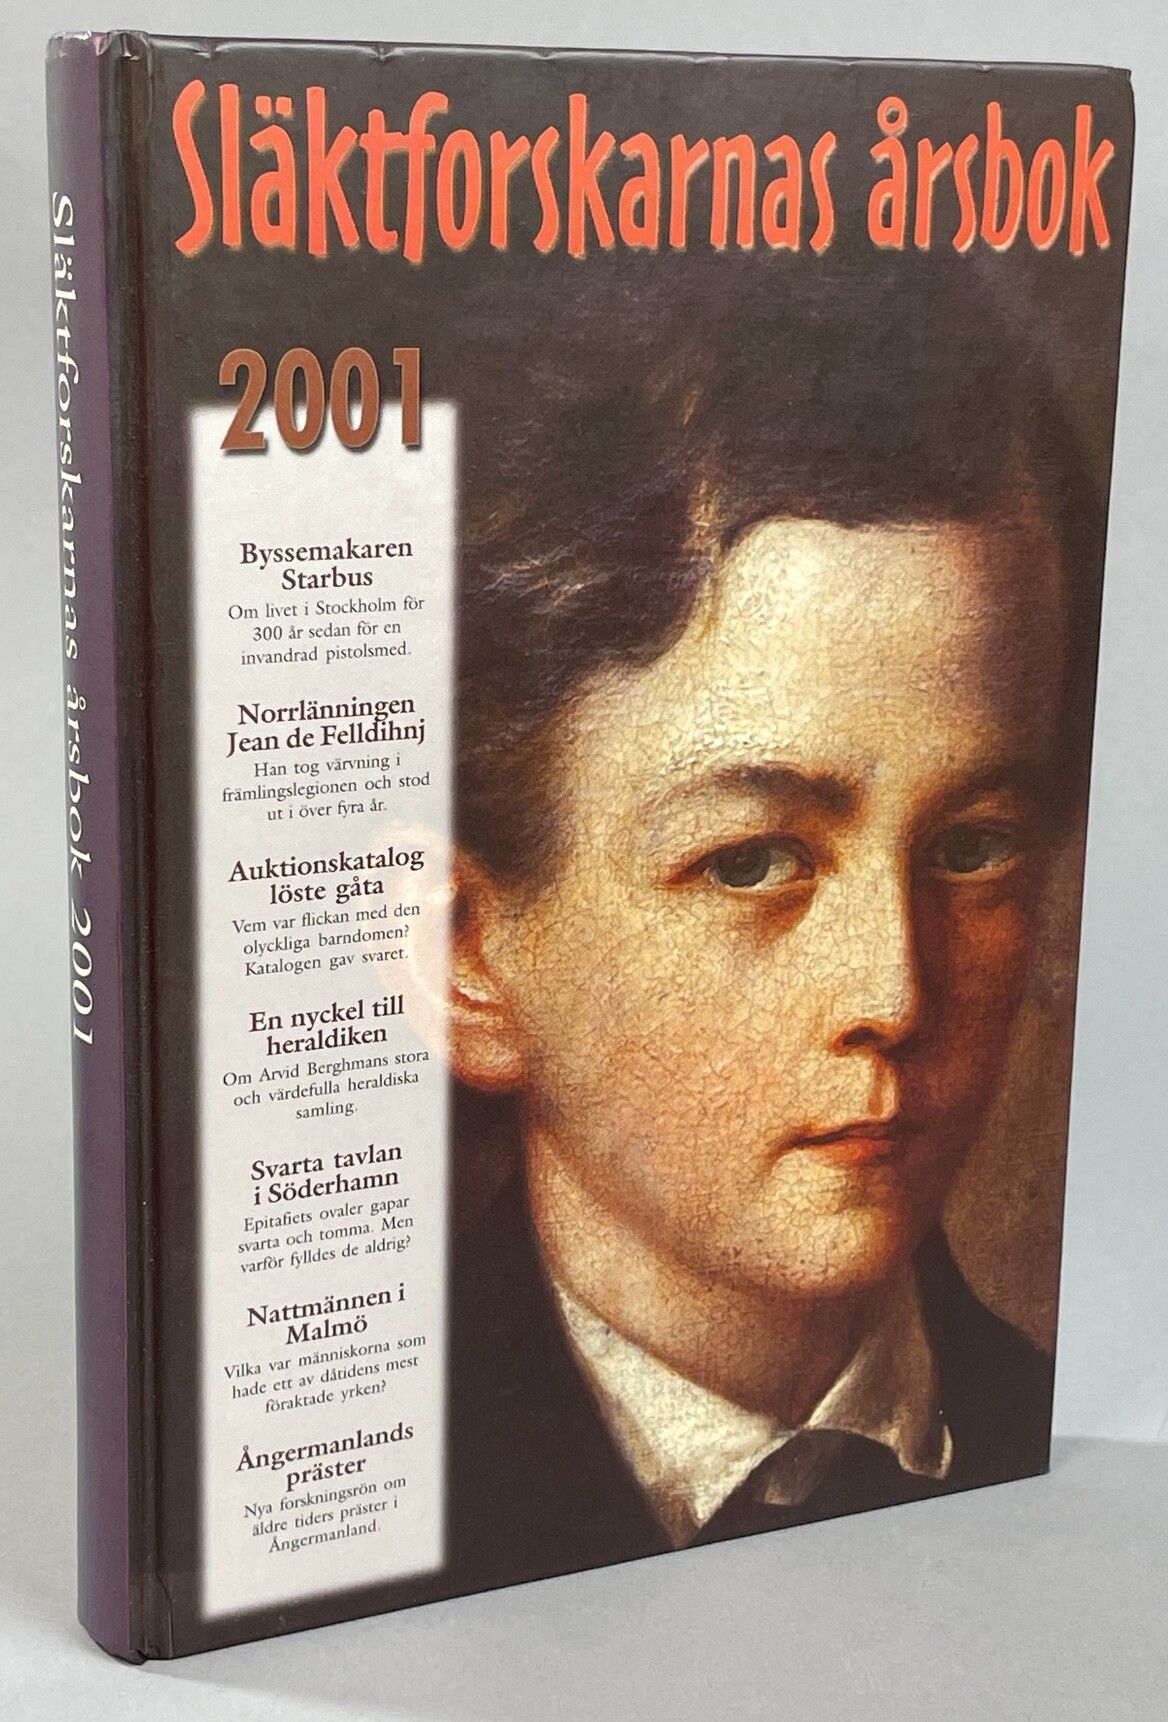 Släktforskarnas årsbok
2001
Byssemakaren
Starbus
Om livet i Stockholm för
300 år sedan för en
invandrad pistolsmed.
Norrlänningen
Jean de Felldihnj
Han tog värvning i
främlingslegionen och stod
ut i över fyra år.
Auktionskatalog
löste gåta
Vem var flickan med den
olyckliga barndomen?
Katalogen gav svaret.
En nyckel till
heraldiken
Om Arvid Berghmans stora
och värdefulla heraldiska
samling.
Svarta tavlan
i Söderhamn
Epitafiets ovaler gapar
svarta och tomma. Men
varför fylldes de aldrig?
Nattmännen i
Malmö
Vilka var människorna som
hade ett av dåtidens mest
föraktade yrken?
Ångermanlands
präster
Nya forskningsrön om
äldre tiders präster i
Ångermanland.
Släktforskarnas årsbok 2001